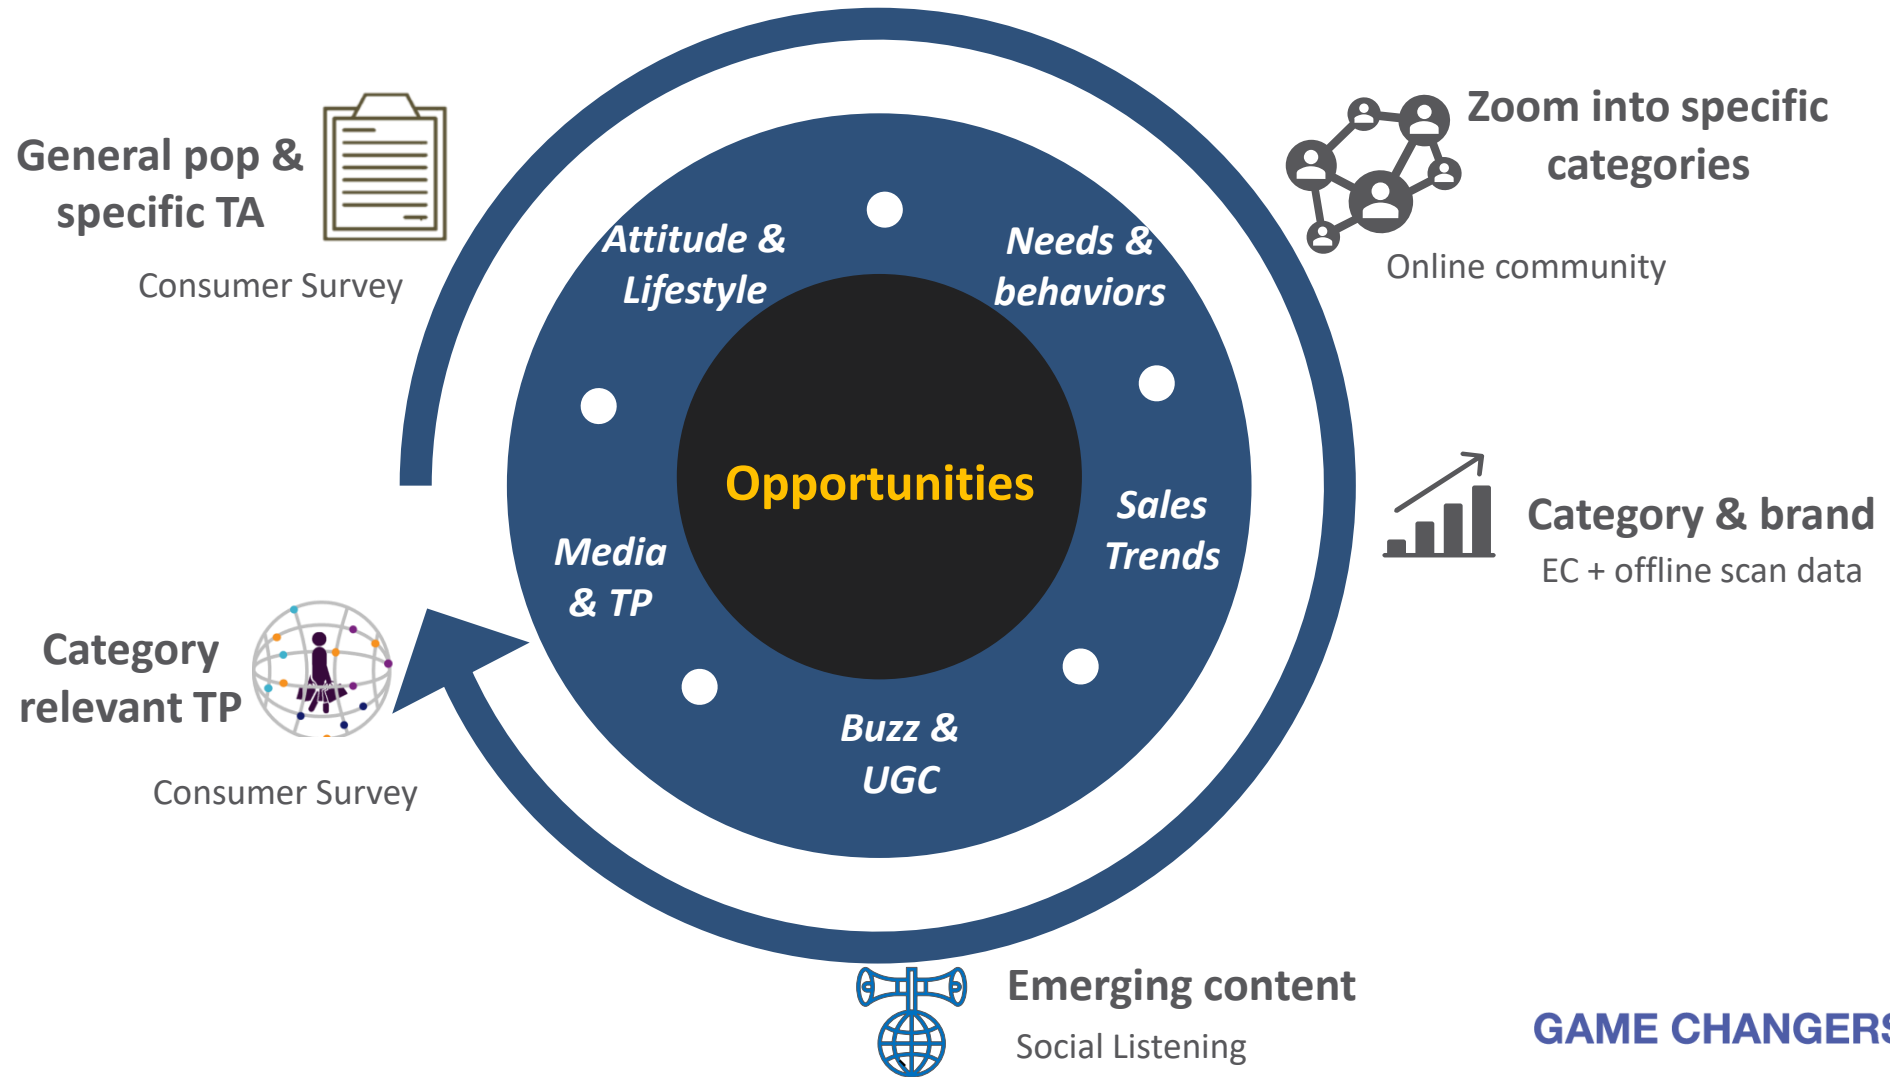 General pop &
specific TA
Consumer Survey
Zoom into specific
categories
Online community
Attitude &
Lifestyle
Needs &
behaviors
Opportunities
Sales
Trends
Category & brand
EC + offline scan data
Media
& TP
Category
relevant TP
Consumer Survey
Buzz &
UGC
Emerging content
Social Listening
GAME CHANGERS